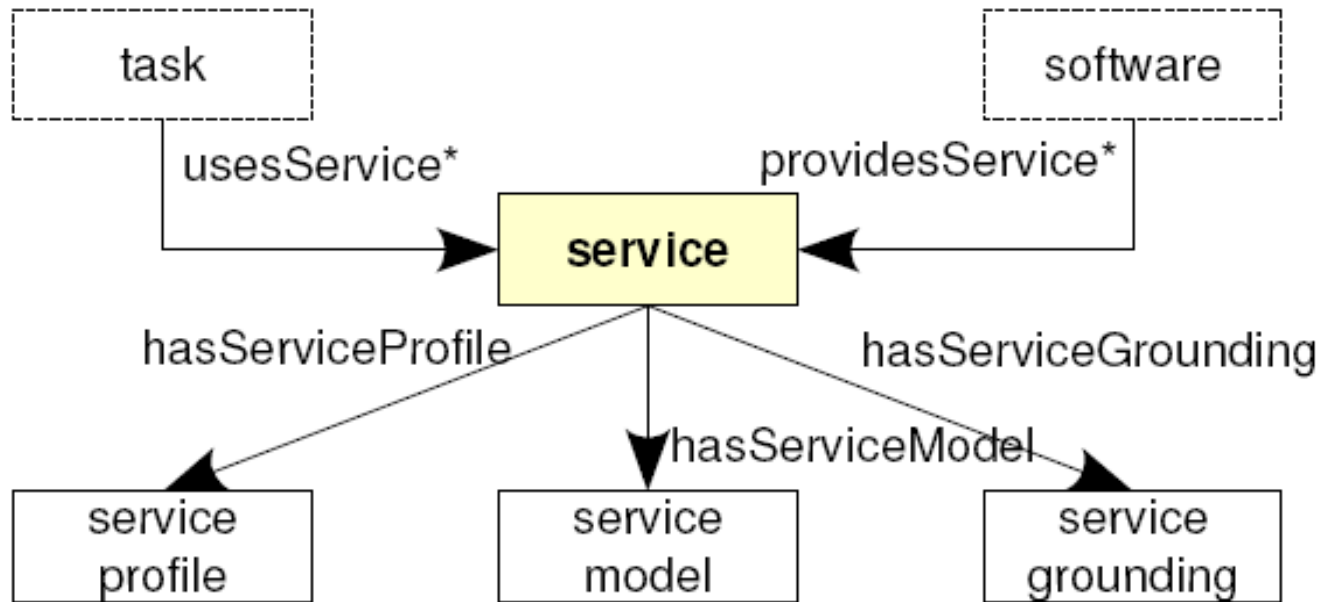 task
software
usesService*
providesService*
service
hasServiceProfile
hasServiceGrounding
hasServiceModel
service
profile
service
model
service
grounding